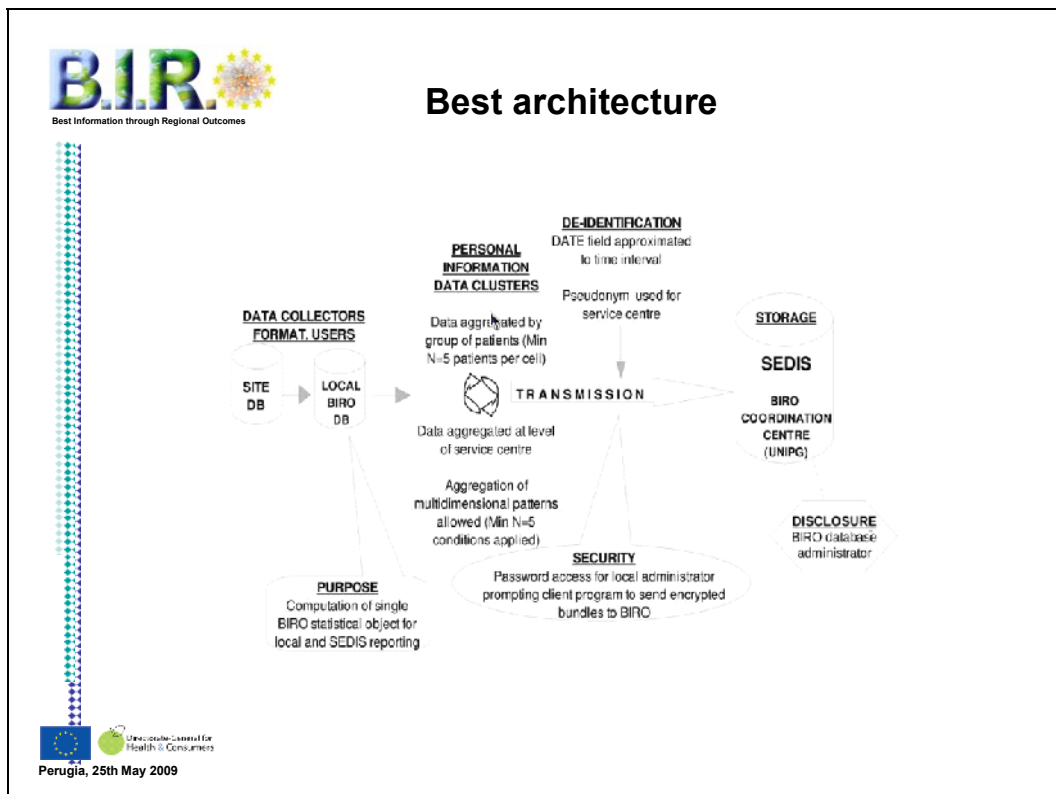 B.I.R.O
Best Information through Regional Outcomes
Best architecture
DATA COLLECTORS
FORMAT. USERS
SITE
DB
LOCAL
BIRO
DB
PERSONAL
INFORMATION
DATA CLUSTERS
Data aggregated by
group of patients (Min
N=5 patients per cell)
Data aggregated at level
of service centre
Aggregation of
multidimensional patterns
allowed (Min N=5
conditions applied)
PURPOSE
Computation of single
BIRO statistical object for
local and SEDIS reporting
DE-IDENTIFICATION
DATE field approximated
to time interval
Pseudonym used for
service centre
TRANSMISSION
SECURITY
Password access for local administrator
prompting client program to send encrypted
bundles to BIRO
STORAGE
SEDIS
BIRO
COORDINATION
CENTRE
(UNIPG)
DISCLOSURE
BIRO database
administrator
Directorate-General for
Health & Consumers
Perugia, 25th May 2009